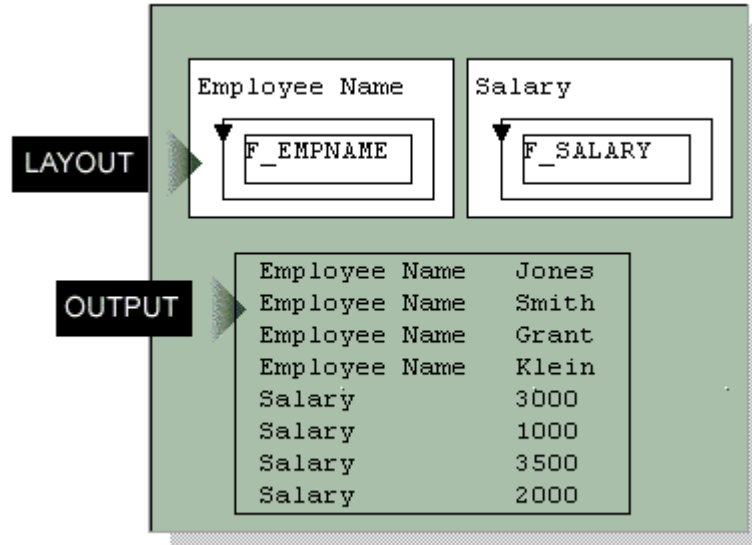 Employee Name Salary
LAYOUT F_EMPNAME F_SALARY
OUTPUT
Employee Name Jones
Employee Name Smith
Employee Name Grant
Employee Name Klein
Salary 3000
Salary 1000
Salary 3500
Salary 2000